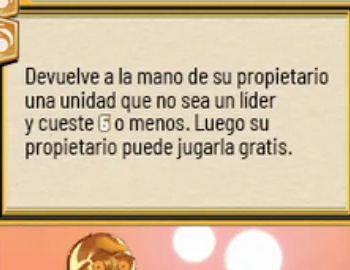 Devuelve a la mano de su propietario
una unidad que no sea un líder
y cueste 6 o menos. Luego su
propietario puede jugarla gratis.